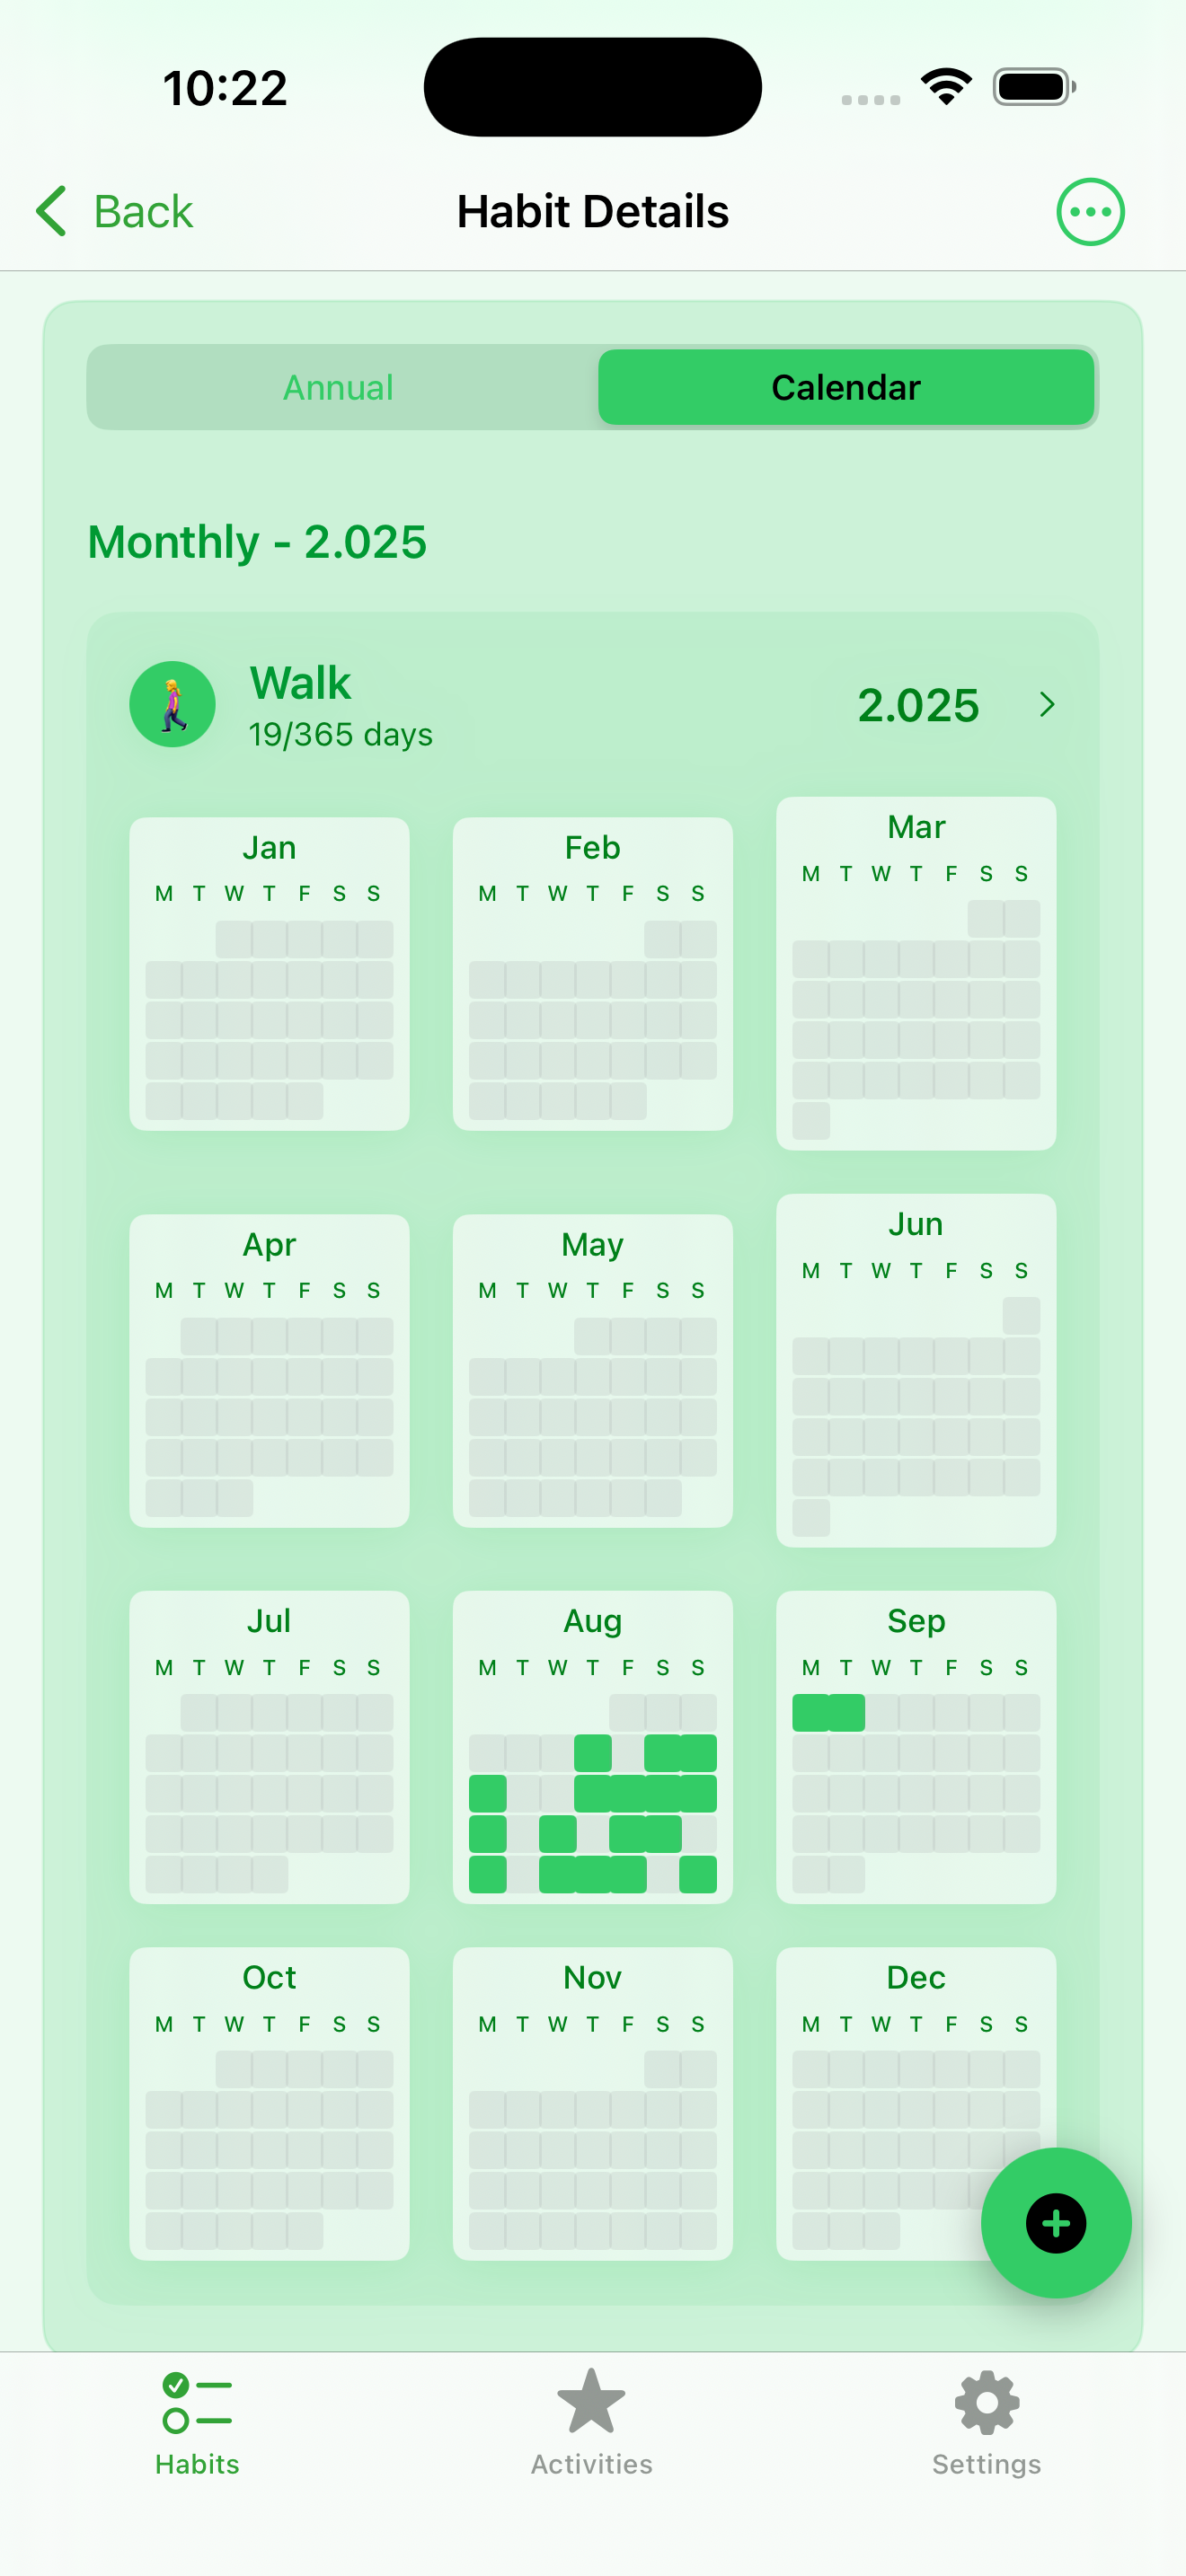 10:22
Back
Habit Details
Annual
Calendar
Monthly - 2.025
Walk
19/365 days
2.025
Jan
M T W T F S S
Feb
M T W T F S S
Mar
M T W T F S S
Apr
M T W T F S S
May
M T W T F S S
Jun
M T W T F S S
Jul
M T W T F S S
Aug
M T W T F S S
Sep
M T W T F S S
Oct
M T W T F S S
Nov
M T W T F S S
Dec
M T W T F S S
Habits
Activities
Settings